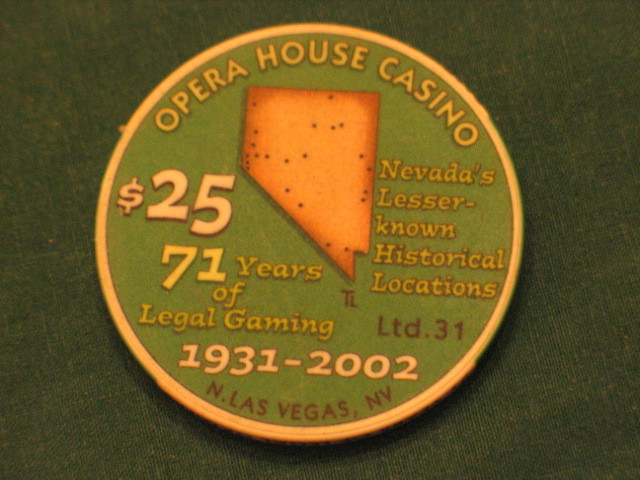 OPERA HOUSE CASINO
$25
Nevada's
Lesser-
known
Historical
Locations
71 Years
of
Legal Gaming
TL
Ltd.31
1931-2002
N.LAS VEGAS, NV